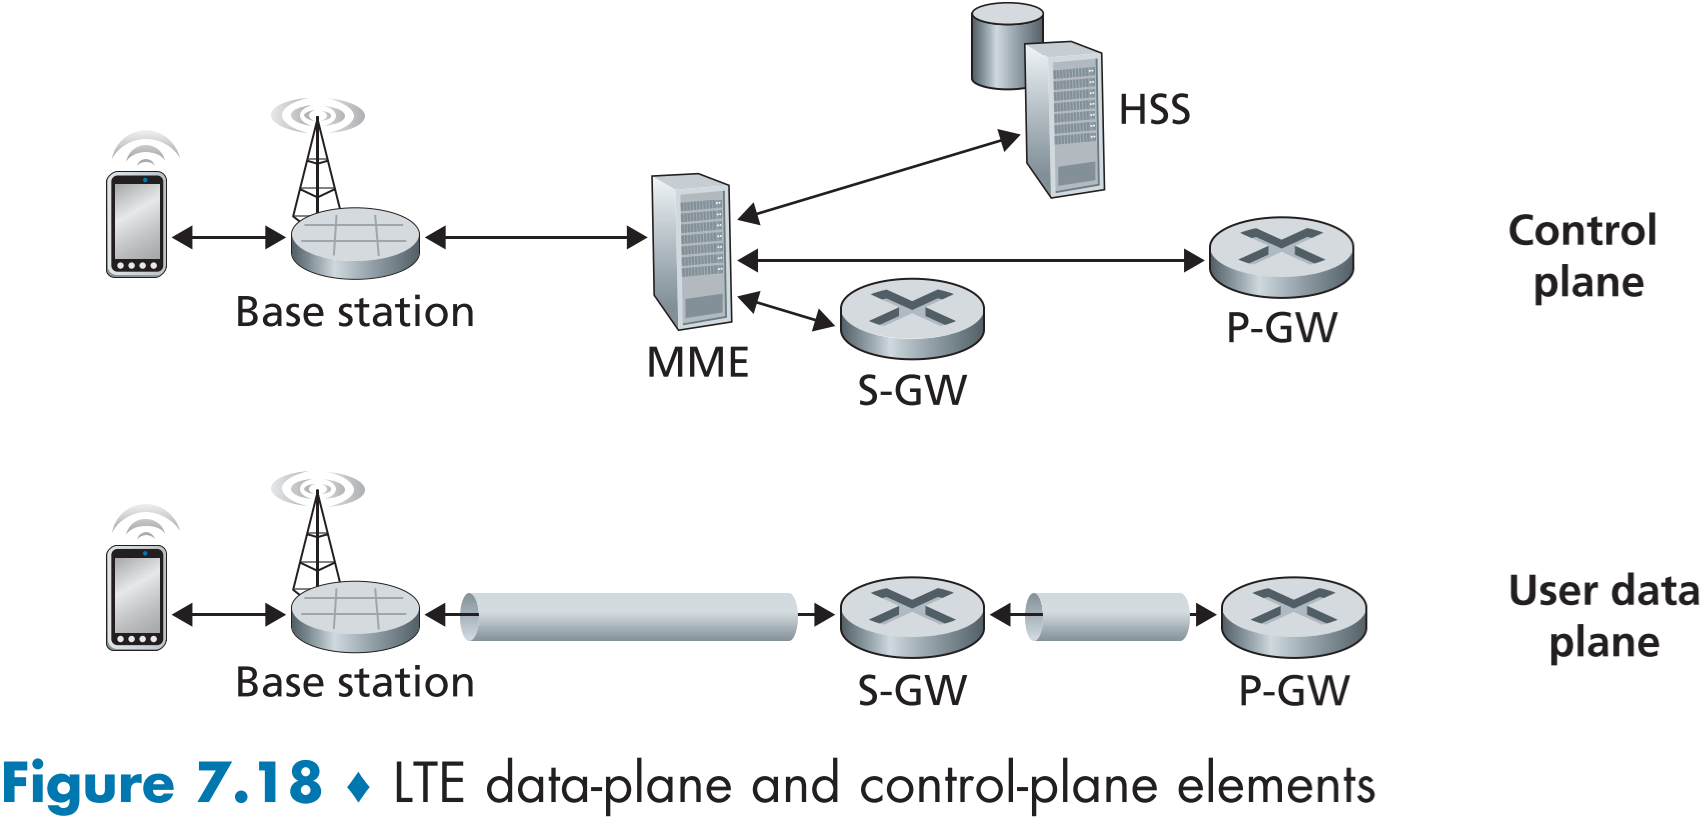 HSS
Control
plane
Base station
MME
P-GW
S-GW
User data
plane
Base station
S-GW
P-GW
Figure 7.18 ♦ LTE data-plane and control-plane elements